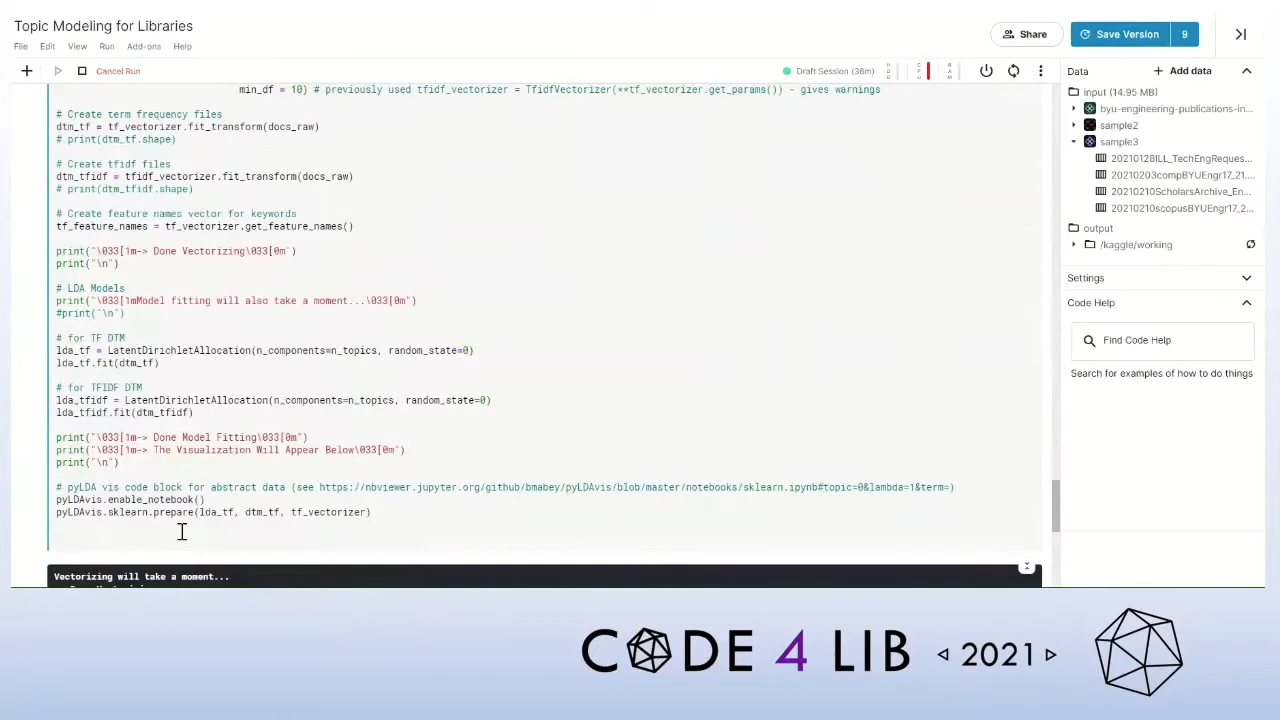 Topic Modeling for Libraries
File Edit View Run Add-ons Help
Share
Save Version 9
Cancel Run
Draft Session (36m)
HDD CPU RAM
min_df = 10) # previously used tfidf_vectorizer = TfidfVectorizer(**tf_vectorizer.get_params()) - gives warnings
# Create term frequency files
dtm_tf = tf_vectorizer.fit_transform(docs_raw)
# print(dtm_tf.shape)
# Create tfidf files
dtm_tfidf = tfidf_vectorizer.fit_transform(docs_raw)
# print(dtm_tfidf.shape)
# Create feature names vector for keywords
tf_feature_names = tf_vectorizer.get_feature_names()
print("\033[1m-> Done Vectorizing\033[0m")
print("\n")
# LDA Models
print("\033[1mModel fitting will also take a moment...\033[0m")
#print("\n")
# for TF DTM
lda_tf = LatentDirichletAllocation(n_components=n_topics, random_state=0)
lda_tf.fit(dtm_tf)
# for TFIDF DTM
lda_tfidf = LatentDirichletAllocation(n_components=n_topics, random_state=0)
lda_tfidf.fit(dtm_tfidf)
print("\033[1m-> Done Model Fitting\033[0m")
print("\033[1m-> The Visualization Will Appear Below\033[0m")
print("\n")
# pyLDA vis code block for abstract data (see https://nbviewer.jupyter.org/github/bmabey/pyLDAvis/blob/master/notebooks/sklearn.ipynb#topic=0&lambda=1&term=)
pyLDAvis.enable_notebook()
pyLDAvis.sklearn.prepare(lda_tf, dtm_tf, tf_vectorizer)
Vectorizing will take a moment...
Data
Add data
input (14.95 MB)
byu-engineering-publications-in...
sample2
sample3
20210128ILL_TechEngReques...
20210203compBYUEngr17_21....
20210210ScholarsArchive_En...
20210210scopusBYUEngr17_2...
output
/kaggle/working
Settings
Code Help
Find Code Help
Search for examples of how to do things
CODE 4 LIB 2021